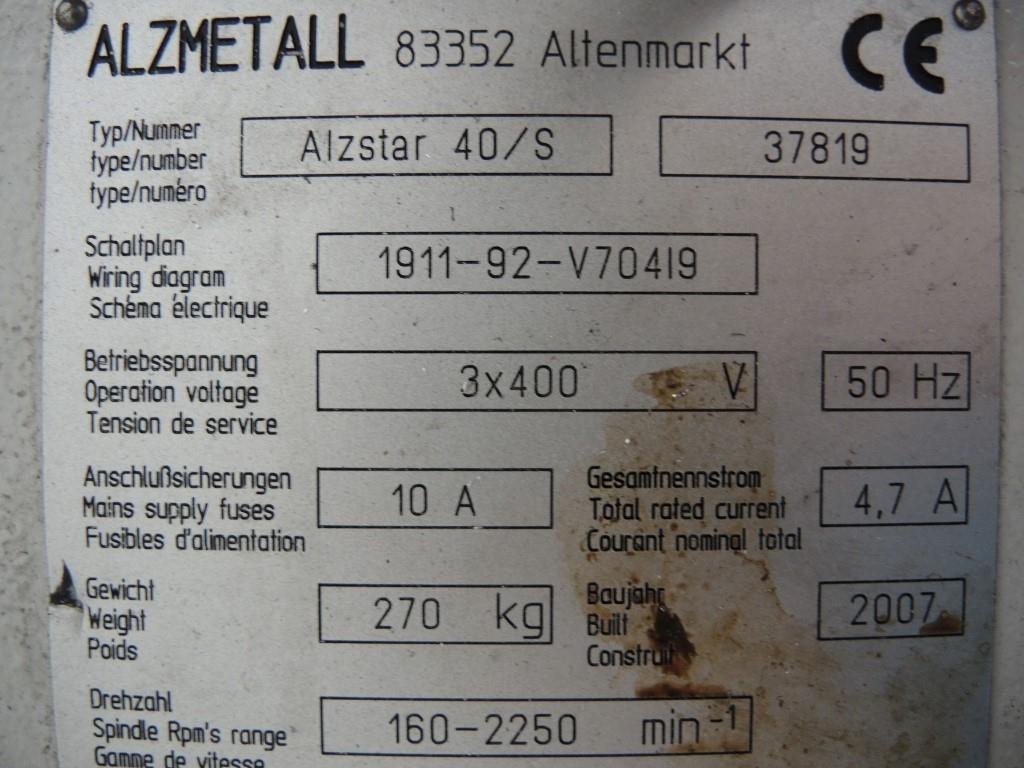 ALZMETALL 83352 Altenmarkt CE
Typ/Nummer
type/number Alzstar 40/S 37819
type/numéro
Schaltplan
Wiring diagram 1911-92-V70419
Schéma électrique
Betriebsspannung
Operation voltage 3x400 V 50 Hz
Tension de service
Anschlußsicherungen Gesamtnennstrom
Mains supply fuses 10 A Total rated current 4,7 A
Fusibles d'alimentation Courant nominal total
Gewicht Baujahr
Weight 270 kg Built 2007
Poids Construit
Drehzahl
Spindle Rpm's range 160-2250 min-1
Gamme de vitesse